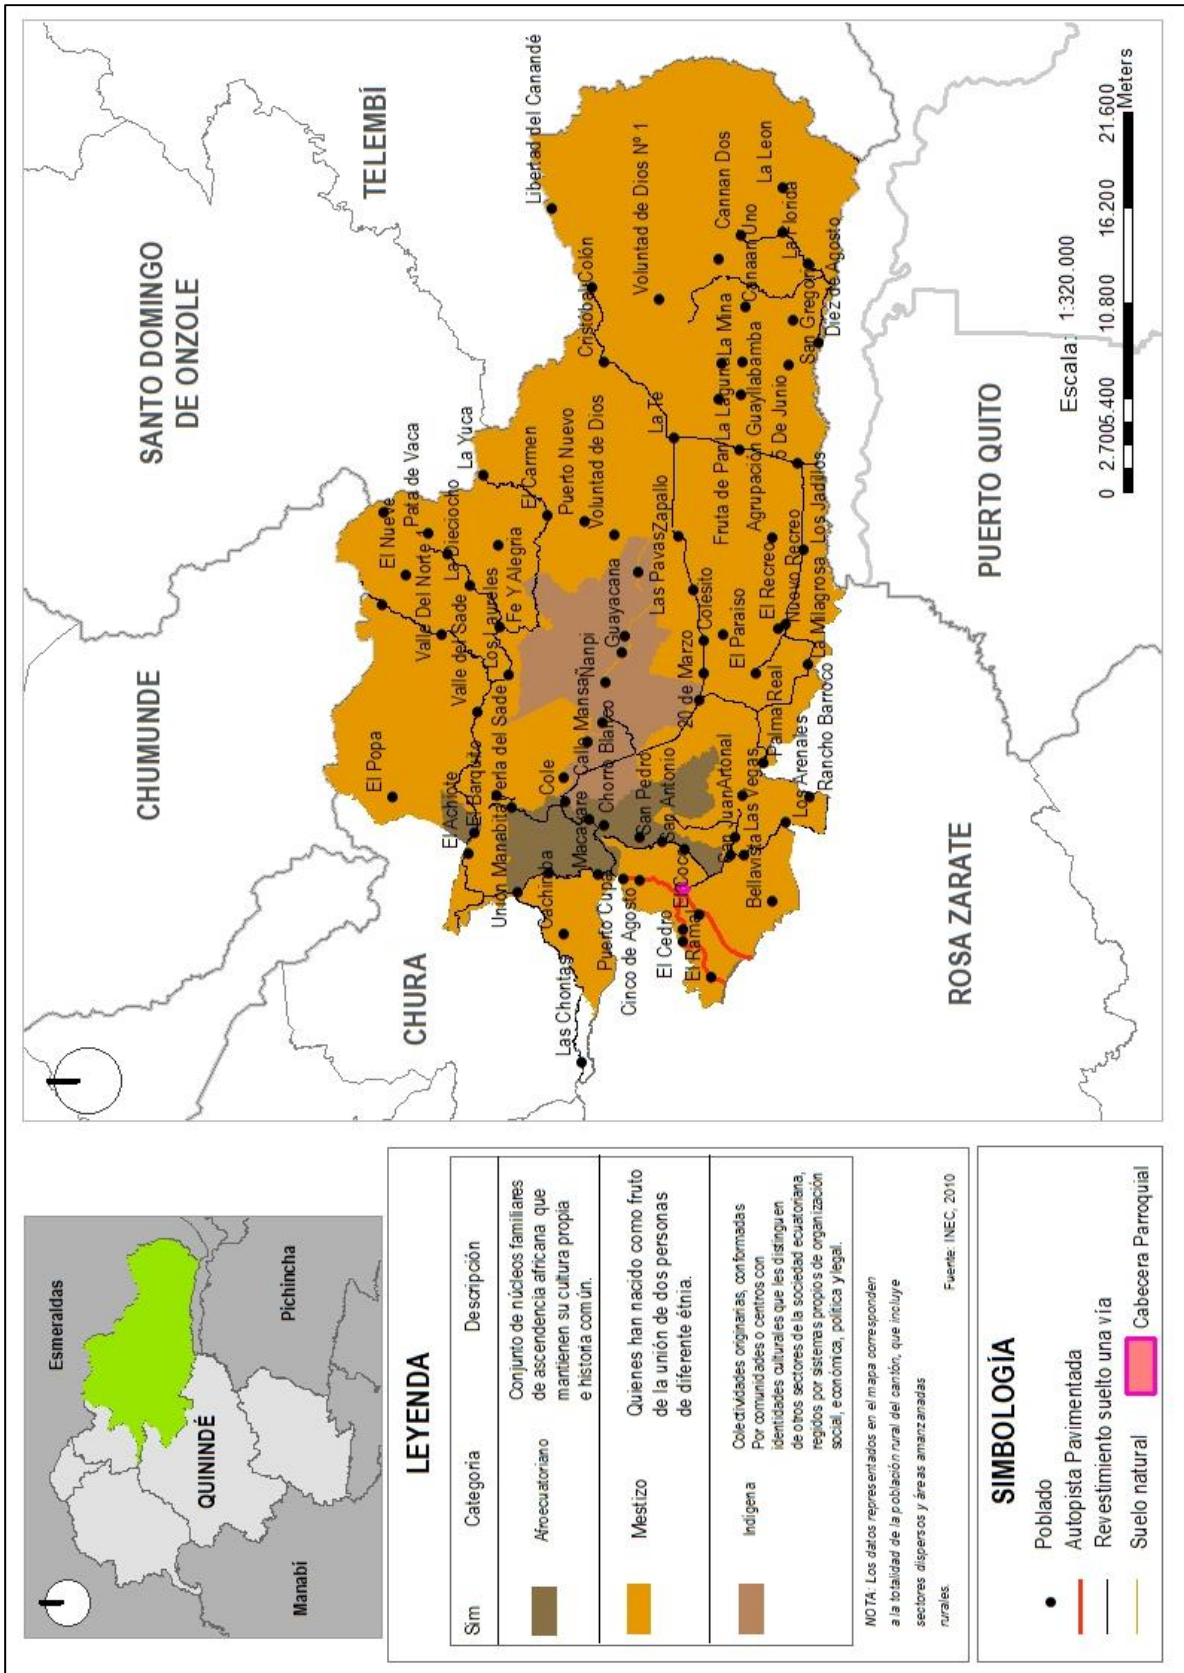 Esmeraldas
QUININDÉ
Pichincha
Manabí
LEYENDA
Sim
Categoria
Descripción
Afroecuatoriano
Conjunto de núcleos familiares
de ascendencia africana que
mantienen su cultura propia
e historia común.
Mestizo
Quienes han nacido como fruto
de la unión de dos personas
de diferente étnia.
Indígena
Colectividades originarias, conformadas
Por comunidades o centros con
identidades culturales que les distinguen
de otros sectores de la sociedad ecuatoriana,
regidos por sistemas propios de organización
social, económica, política y legal.
NOTA: Los datos representados en el mapa corresponden
a la totalidad de la población rural del cantón, que incluye
sectores dispersos y áreas amanzanadas
rurales.
Fuente: INEC, 2010
SIMBOLOGÍA
Poblado
Autopista Pavimentada
Revestimiento suelto una via
Suelo natural
Cabecera Parroquial
CHUMUNDE
SANTO DOMINGO
DE ONZOLE
TELEMBÍ
CHURA
ROSA ZARATE
PUERTO QUITO
El Popa
El Nueve
Pata de Vaca
Valle Del Norte 1
La Dieciocho
La Yuca
Valle del Sade
Los Laureles
Fe Y Alegria
El Carmen
El Achiote
El Barquito
Perla del Sade
Union Manabita
Puerto Nuevo
Voluntad de Dios
Libertad del Canandé
Cristóbal Colón
Cole
Calle Mansa
Ñanpi
Guayacana
Chorro Blanco
Macayare
Cachimba
Las Chontas
Puerto Cupa
Cinco de Agosto
San Pedro
San Antonio
Las Pavas
Zapallo
La Te
Voluntad de Dios Nº 1
El Cedro
El Coco
El Ramal
20 de Marzo
Colesito
Fruta de Pan
La Laguna
La Mina
Cannan Dos
San Juan
Artonal
El Paraiso
Agrupación Guayllabamba
Canaan Uno
La Leon
Bellavista
Las Vegas
Palma Real
El Recreo
Nuevo Recreo
5 De Junio
San Gregorio
La Florida
Los Arenales
Rancho Barroco
La Milagrosa
Los Jadillos
Diez de Agosto
Escala: 1:320.000
0 2.700 5.400 10.800 16.200 21.600
Meters